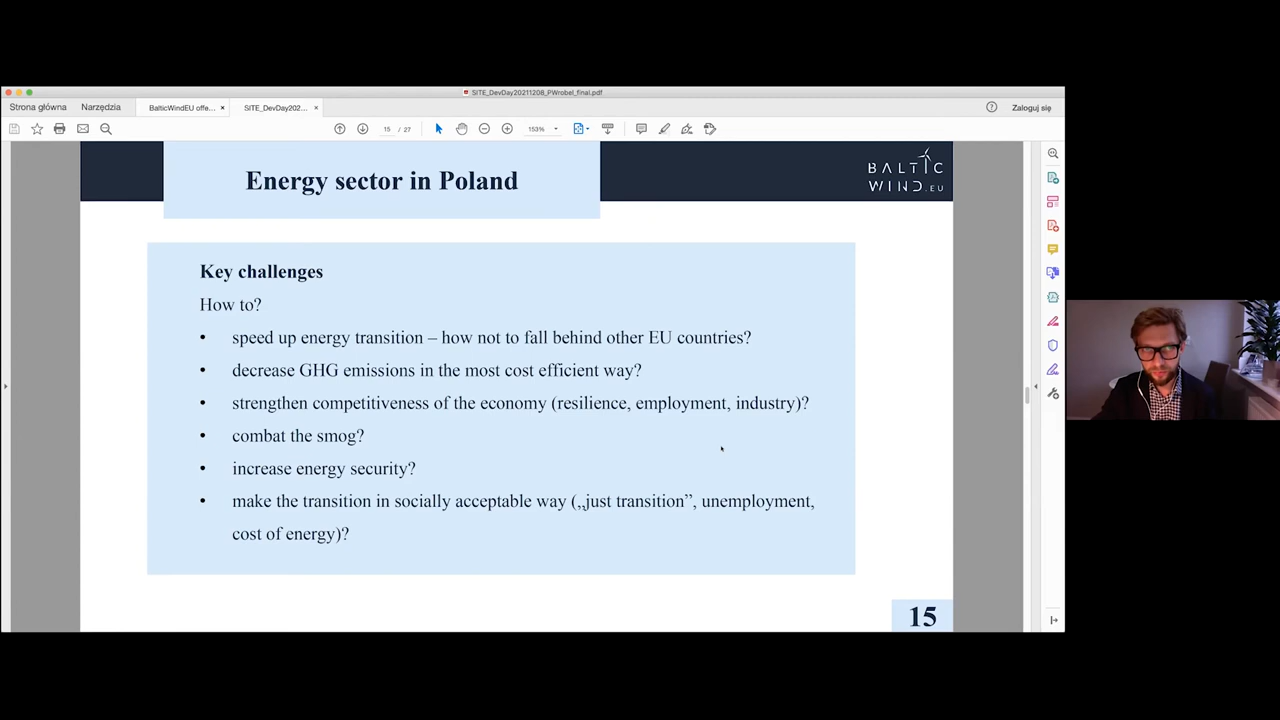 SITE_DevDay20211208_PWrobel_final.pdf
Strona główna Narzędzia BalticWindEU offe... × SITE_DevDay202... × Zaloguj się
15 / 27 153%
Energy sector in Poland
BALTIC
WIND.EU
Key challenges
How to?
• speed up energy transition – how not to fall behind other EU countries?
• decrease GHG emissions in the most cost efficient way?
• strengthen competitiveness of the economy (resilience, employment, industry)?
• combat the smog?
• increase energy security?
• make the transition in socially acceptable way („just transition”, unemployment,
cost of energy)?
15